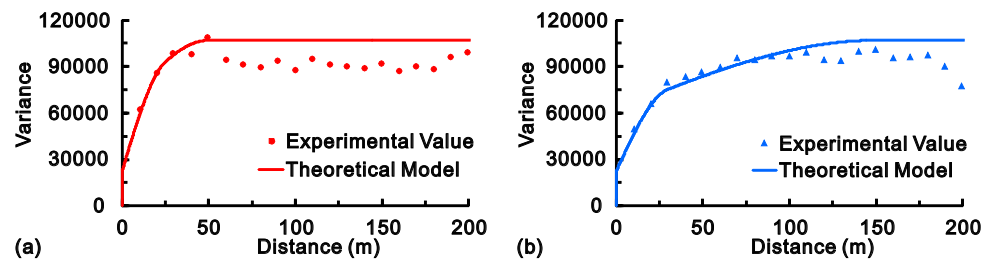 120000
90000
60000
30000
0
Variance
Experimental Value
Theoretical Model
0 50 100 150 200
Distance (m)
(a)
120000
90000
60000
30000
0
Variance
Experimental Value
Theoretical Model
0 50 100 150 200
Distance (m)
(b)